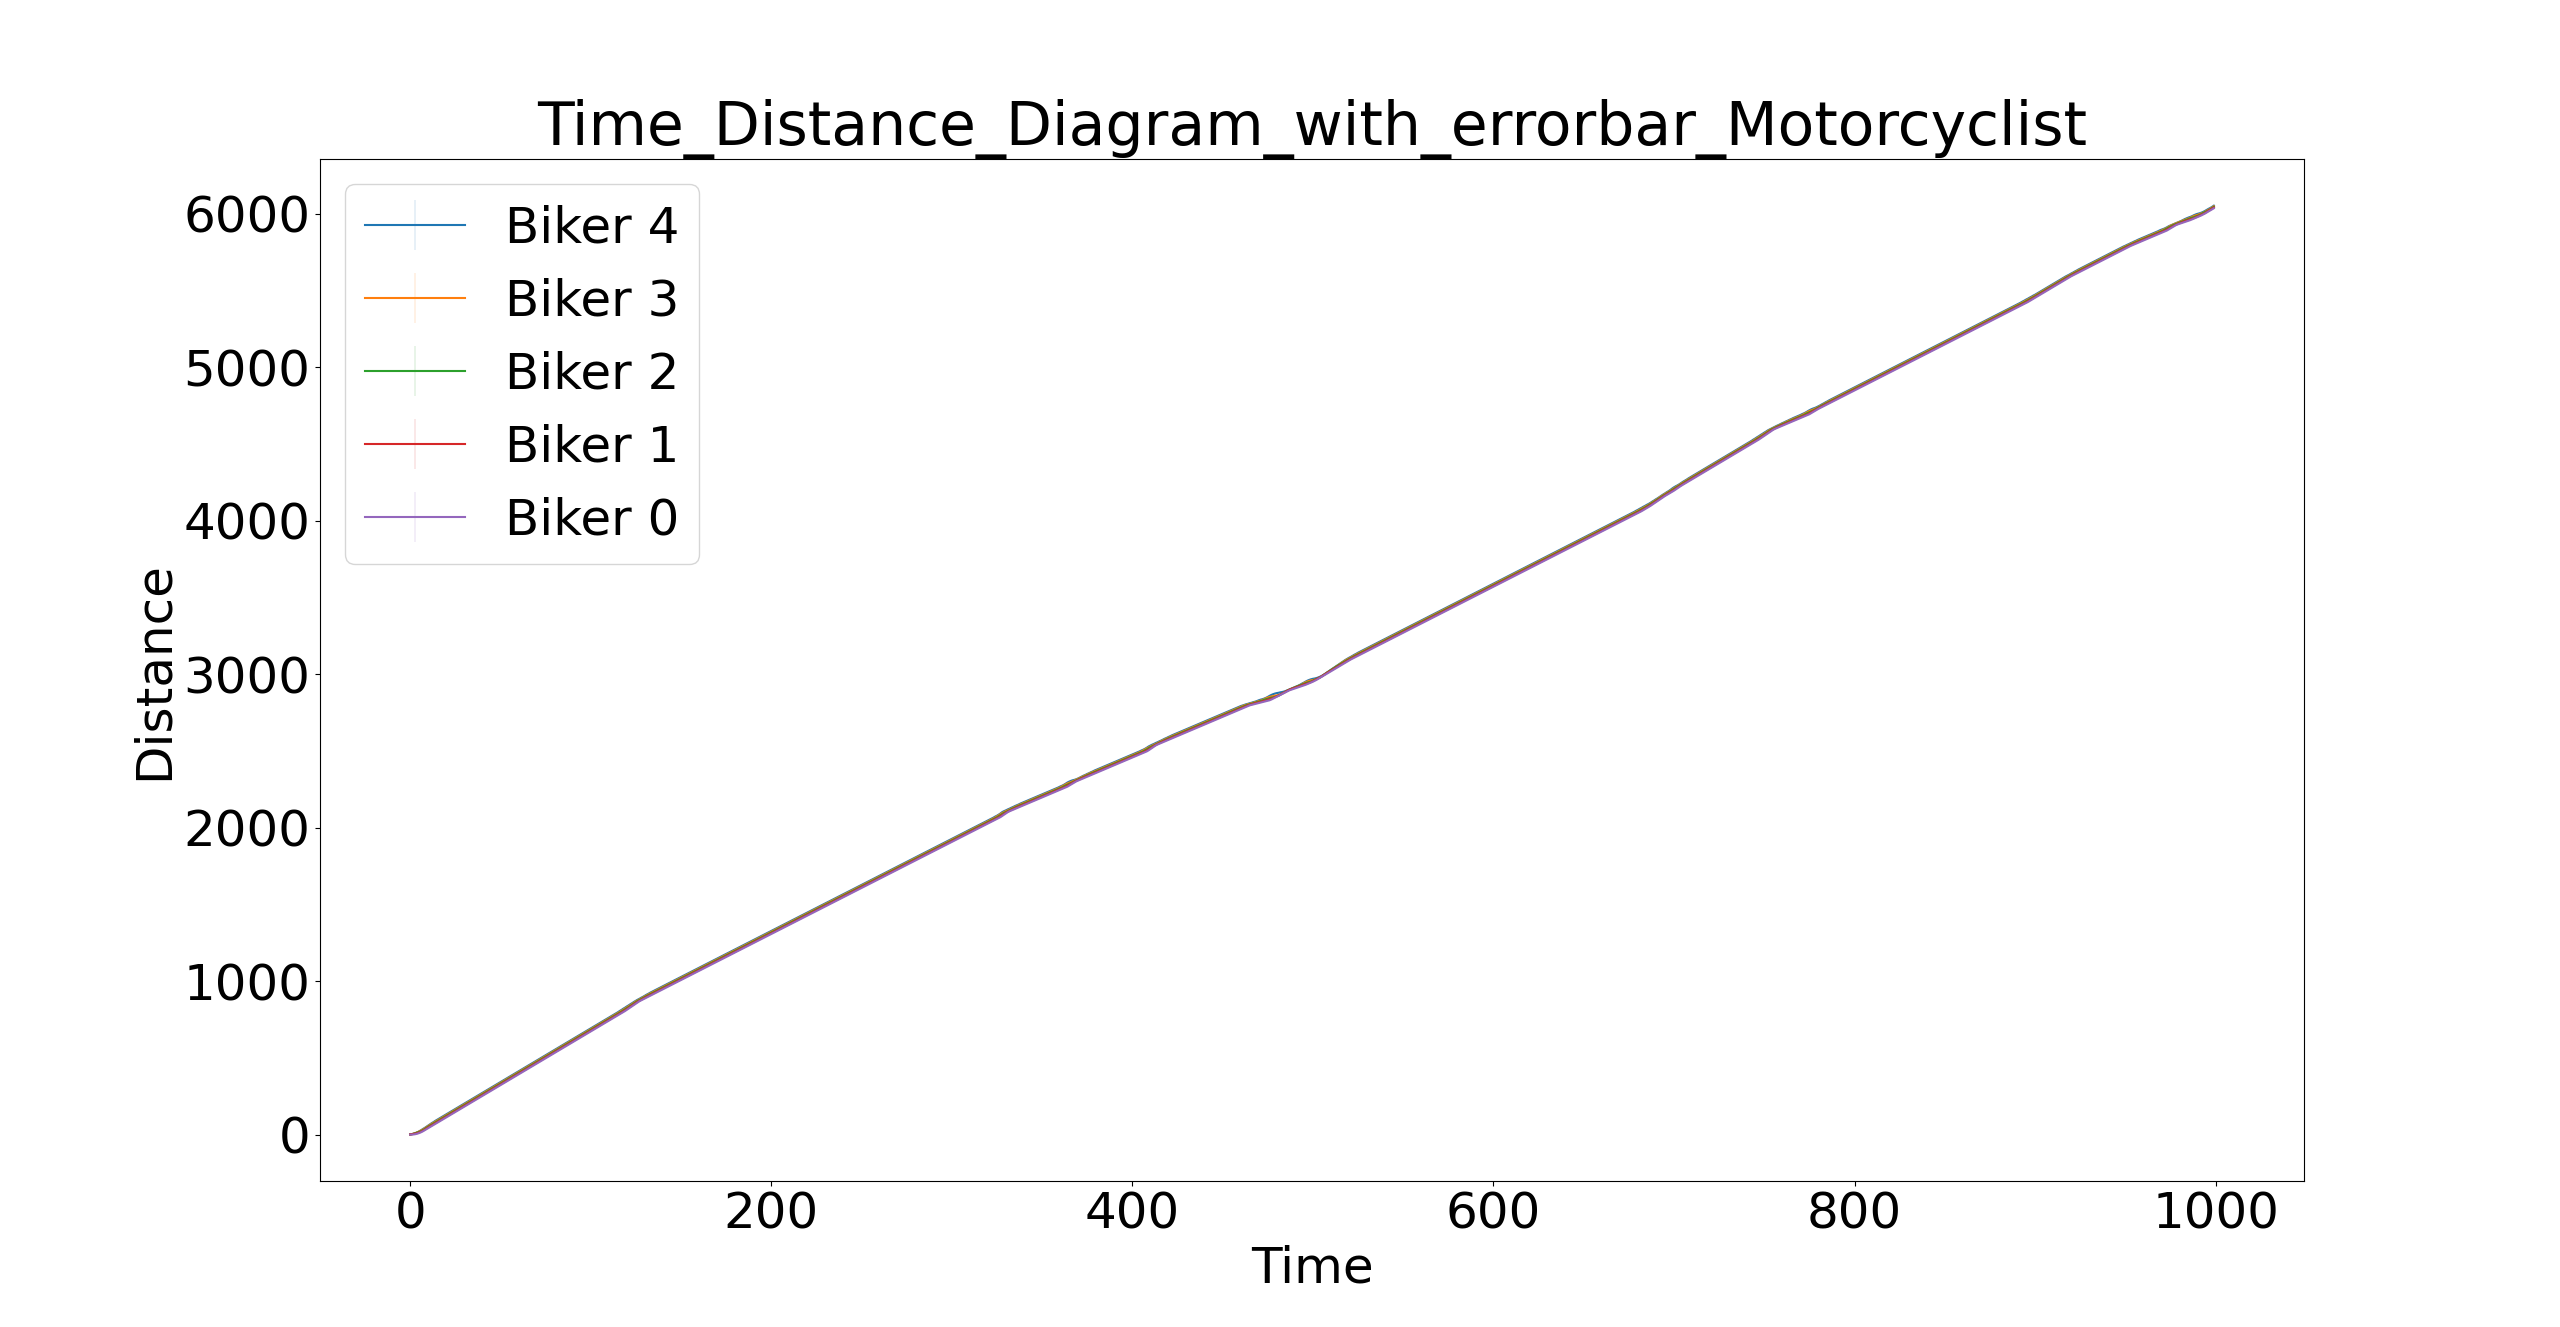 Time_Distance_Diagram_with_errorbar_Motorcyclist
Biker 4
Biker 3
Biker 2
Biker 1
Biker 0
6000
5000
4000
3000
2000
1000
0
Distance
0 200 400 600 800 1000
Time